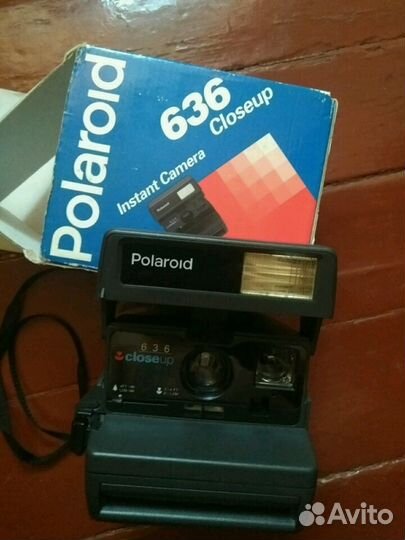 Polaroid
636
Closeup
Instant Camera
Polaroid
636
closeup
Avito